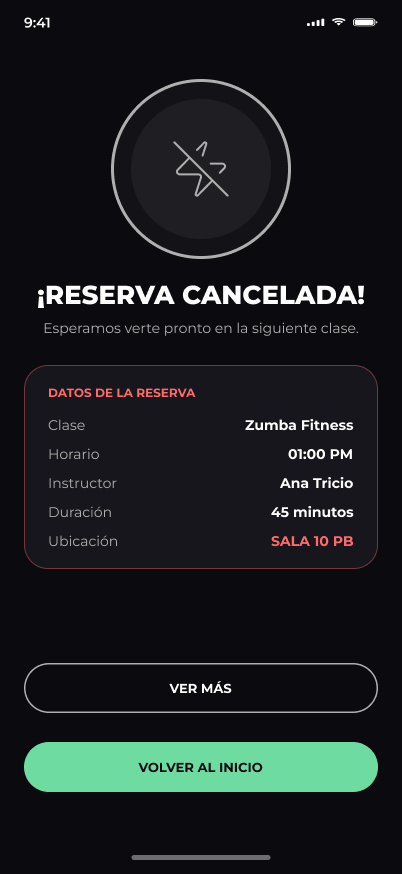 9:41
¡RESERVA CANCELADA!
Esperamos verte pronto en la siguiente clase.
DATOS DE LA RESERVA
Clase Zumba Fitness
Horario 01:00 PM
Instructor Ana Tricio
Duración 45 minutos
Ubicación SALA 10 PB
VER MÁS
VOLVER AL INICIO